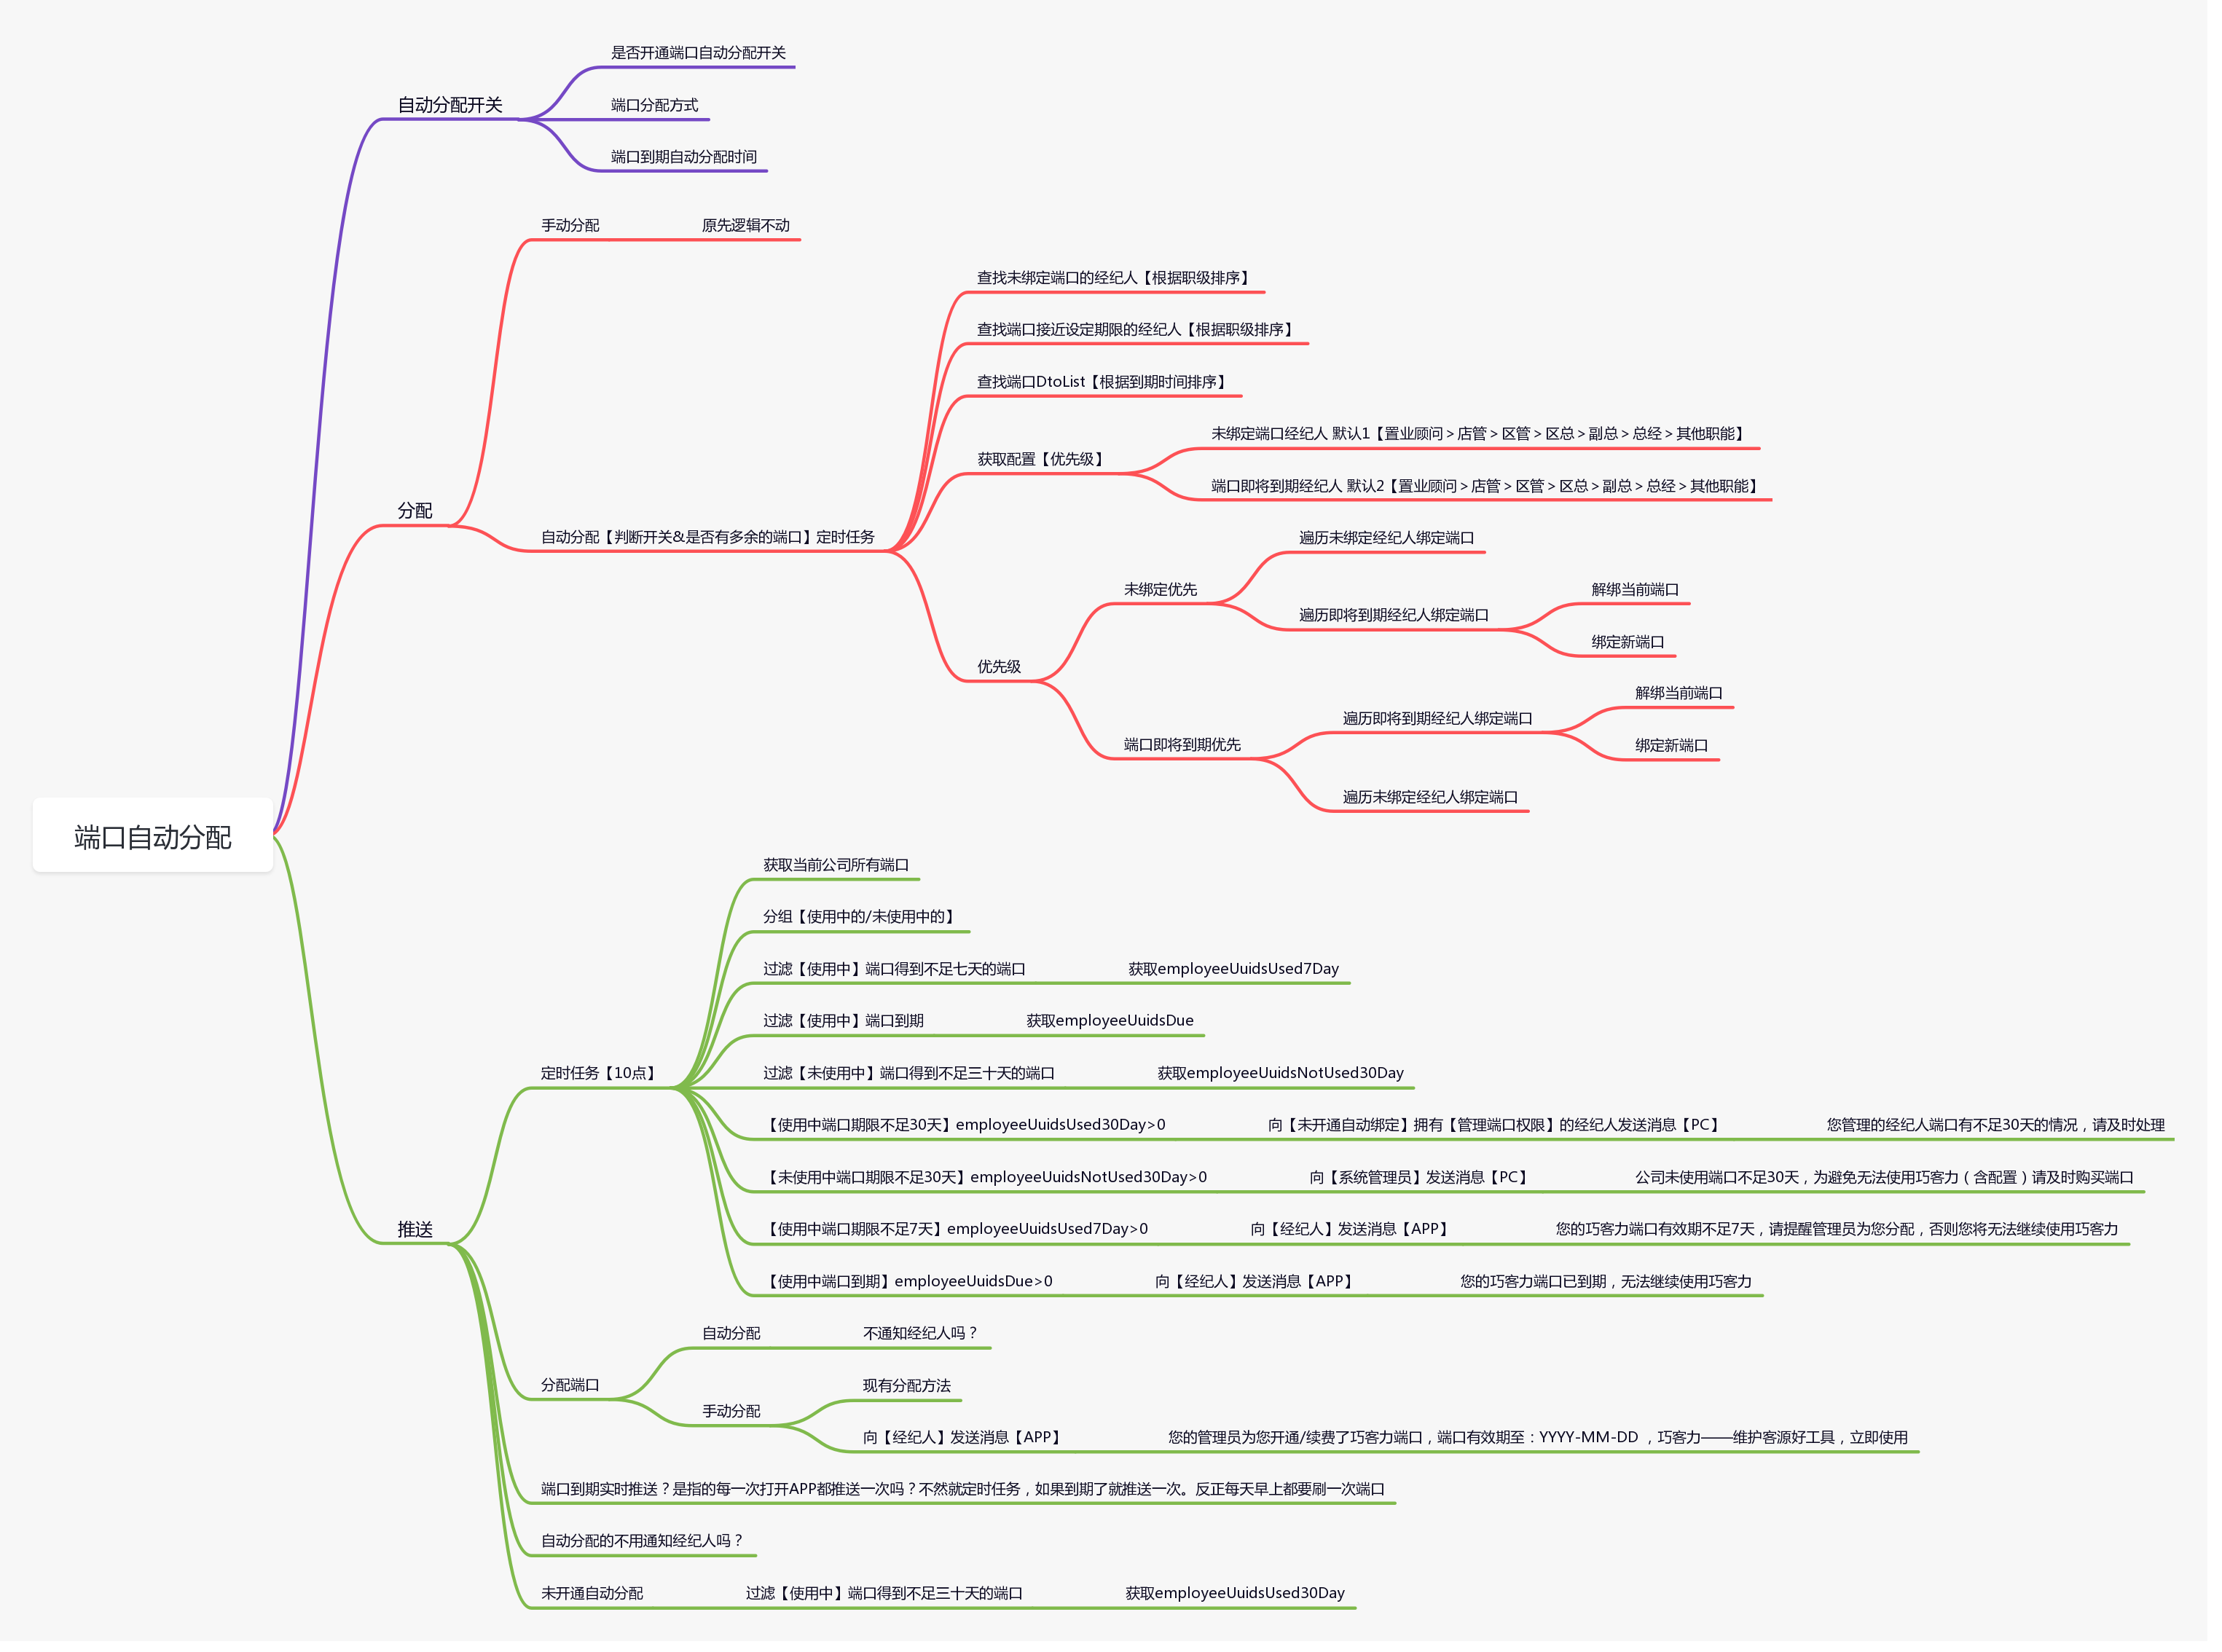 端口自动分配
自动分配开关
是否开通端口自动分配开关
端口分配方式
端口到期自动分配时间
分配
手动分配
原先逻辑不动
自动分配【判断开关&是否有多余的端口】定时任务
查找未绑定端口的经纪人【根据职级排序】
查找端口接近设定期限的经纪人【根据职级排序】
查找端口DtoList【根据到期时间排序】
获取配置【优先级】
未绑定端口经纪人 默认1【置业顾问＞店管＞区管＞区总＞副总＞总经＞其他职能】
端口即将到期经纪人 默认2【置业顾问＞店管＞区管＞区总＞副总＞总经＞其他职能】
优先级
未绑定优先
遍历未绑定经纪人绑定端口
遍历即将到期经纪人绑定端口
解绑当前端口
绑定新端口
端口即将到期优先
遍历即将到期经纪人绑定端口
解绑当前端口
绑定新端口
遍历未绑定经纪人绑定端口
推送
定时任务【10点】
获取当前公司所有端口
分组【使用中的/未使用中的】
过滤【使用中】端口得到不足七天的端口
获取employeeUuidsUsed7Day
过滤【使用中】端口到期
获取employeeUuidsDue
过滤【未使用中】端口得到不足三十天的端口
获取employeeUuidsNotUsed30Day
【使用中端口期限不足30天】employeeUuidsUsed30Day>0
向【未开通自动绑定】拥有【管理端口权限】的经纪人发送消息【PC】
您管理的经纪人端口有不足30天的情况，请及时处理
【未使用中端口期限不足30天】employeeUuidsNotUsed30Day>0
向【系统管理员】发送消息【PC】
公司未使用端口不足30天，为避免无法使用巧客力（含配置）请及时购买端口
【使用中端口期限不足7天】employeeUuidsUsed7Day>0
向【经纪人】发送消息【APP】
您的巧客力端口有效期不足7天，请提醒管理员为您分配，否则您将无法继续使用巧客力
【使用中端口到期】employeeUuidsDue>0
向【经纪人】发送消息【APP】
您的巧客力端口已到期，无法继续使用巧客力
分配端口
自动分配
不通知经纪人吗？
手动分配
现有分配方法
向【经纪人】发送消息【APP】
您的管理员为您开通/续费了巧客力端口，端口有效期至：YYYY-MM-DD ，巧客力——维护客源好工具，立即使用
端口到期实时推送？是指的每一次打开APP都推送一次吗？不然就定时任务，如果到期了就推送一次。反正每天早上都要刷一次端口
自动分配的不用通知经纪人吗？
未开通自动分配
过滤【使用中】端口得到不足三十天的端口
获取employeeUuidsUsed30Day